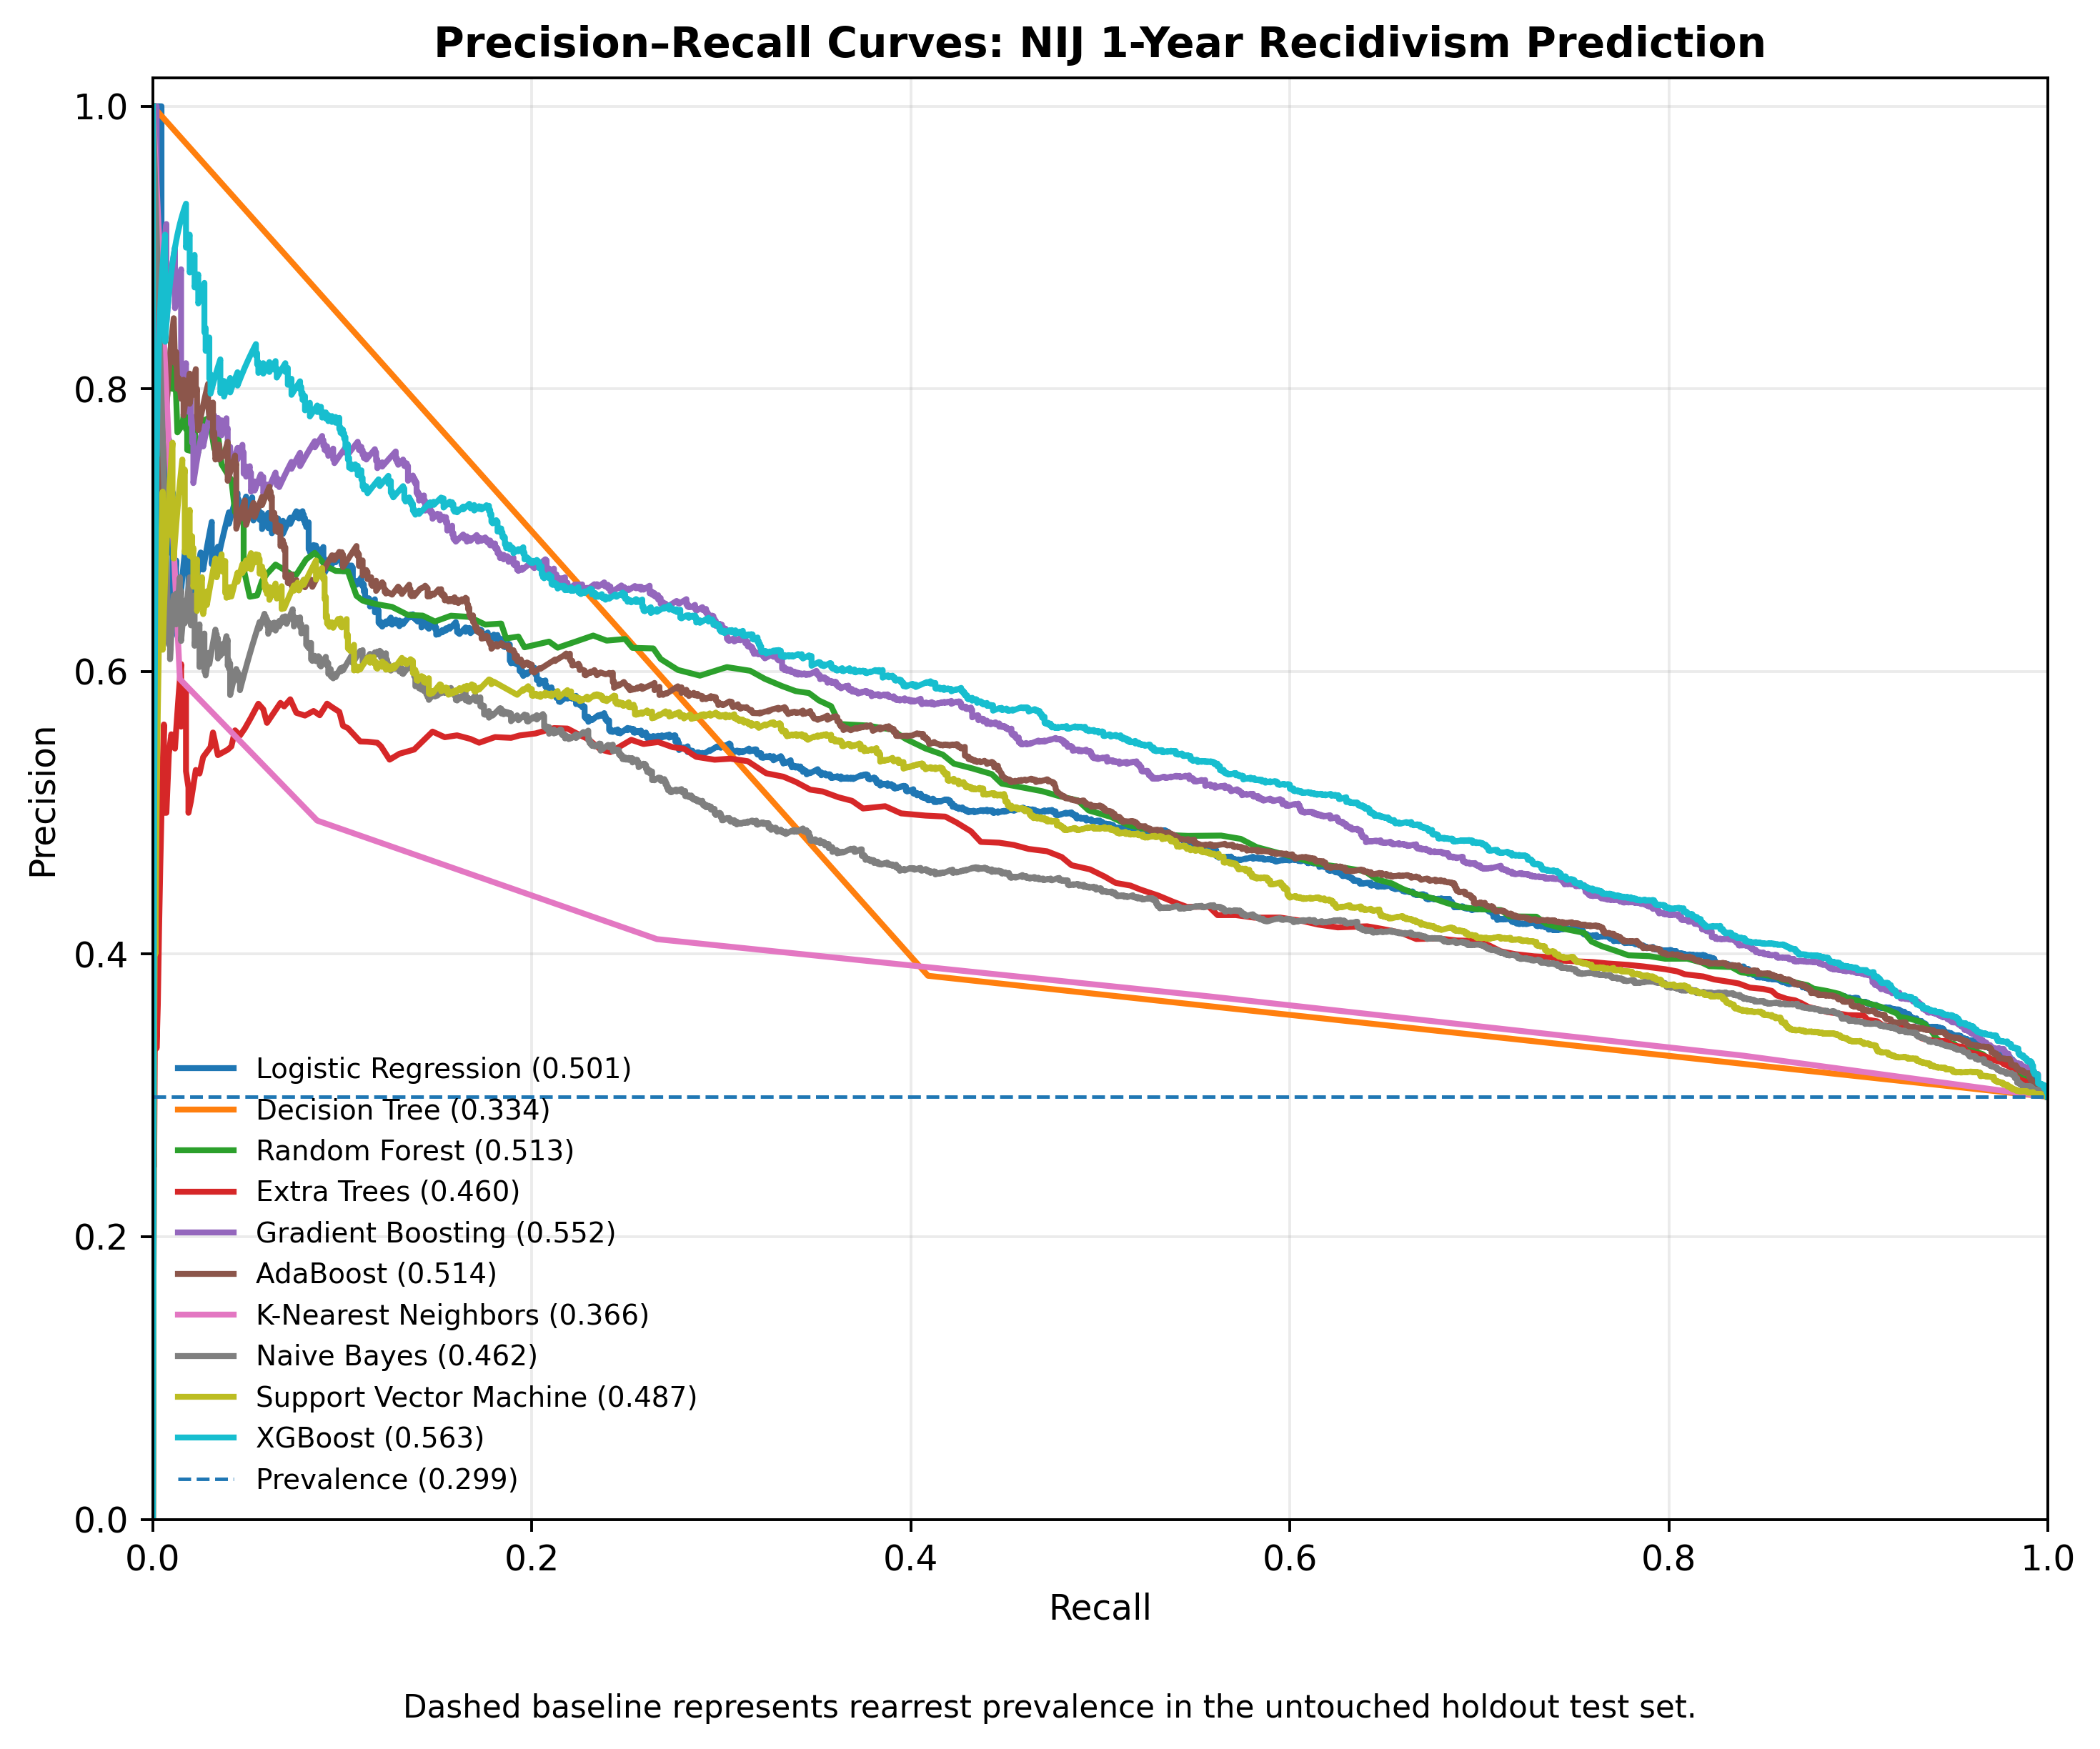 Precision–Recall Curves: NIJ 1-Year Recidivism Prediction
1.0
0.8
0.6
0.4
0.2
0.0
Precision
Logistic Regression (0.501)
Decision Tree (0.334)
Random Forest (0.513)
Extra Trees (0.460)
Gradient Boosting (0.552)
AdaBoost (0.514)
K-Nearest Neighbors (0.366)
Naive Bayes (0.462)
Support Vector Machine (0.487)
XGBoost (0.563)
Prevalence (0.299)
0.0 0.2 0.4 0.6 0.8 1.0
Recall
Dashed baseline represents rearrest prevalence in the untouched holdout test set.